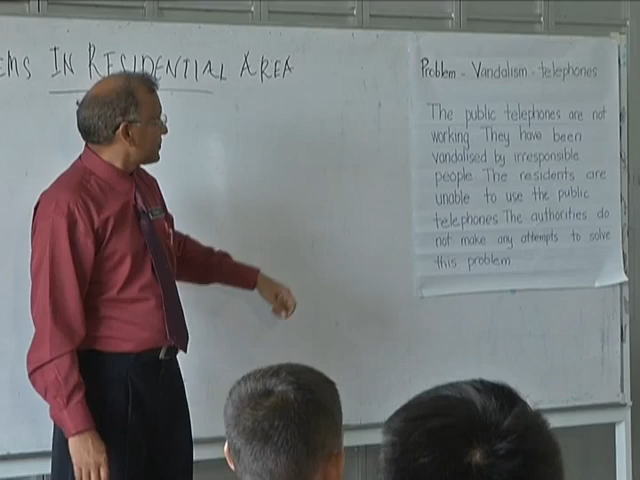 EMS IN RESIDENTIAL AREA
Problem - Vandalism - telephones
The public telephones are not
working They have been
vandalised by irresponsible
people The residents are
unable to use the public
telephones The authorities do
not make any attempts to solve
this problem